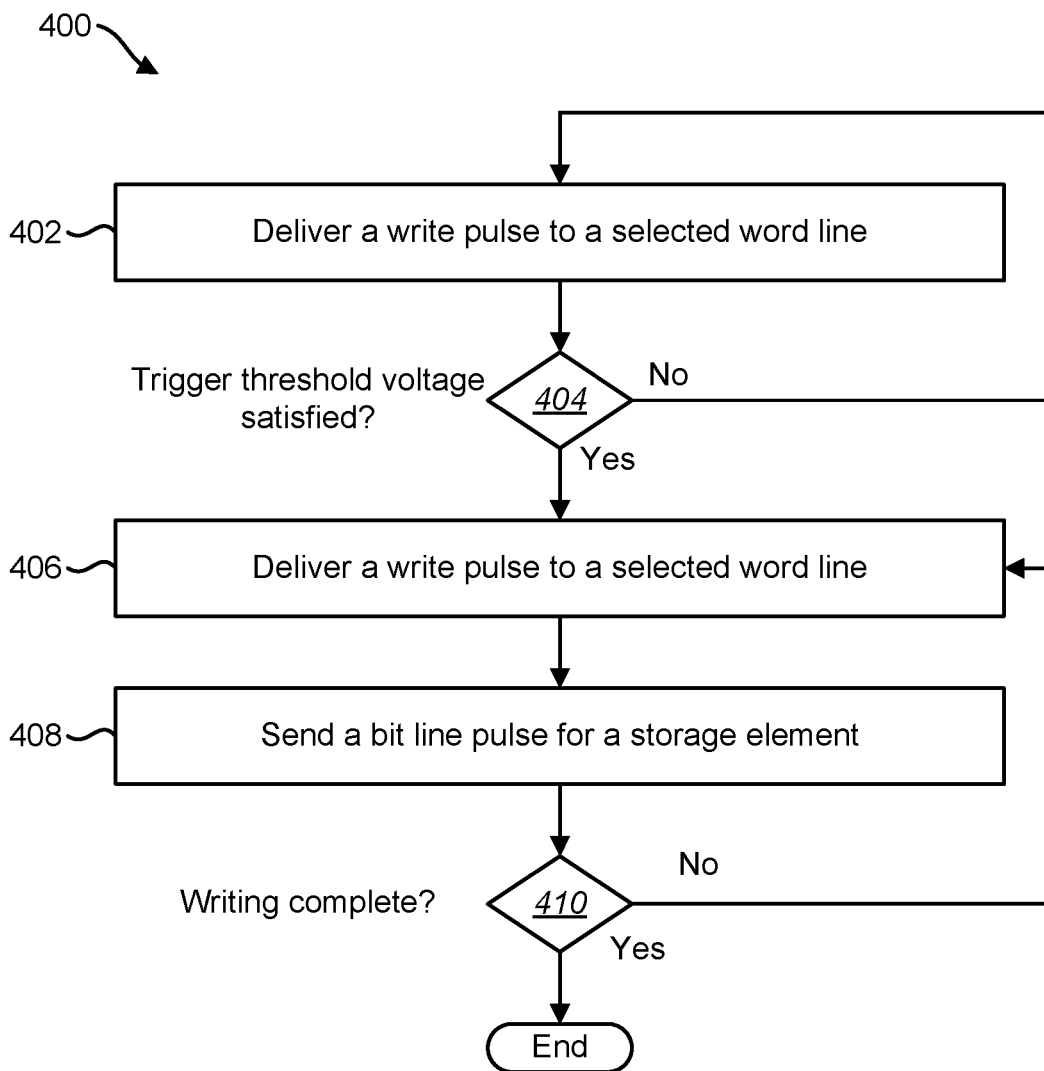 400
402
Deliver a write pulse to a selected word line
Trigger threshold voltage
satisfied?
404
No
Yes
406
Deliver a write pulse to a selected word line
408
Send a bit line pulse for a storage element
Writing complete?
410
No
Yes
End